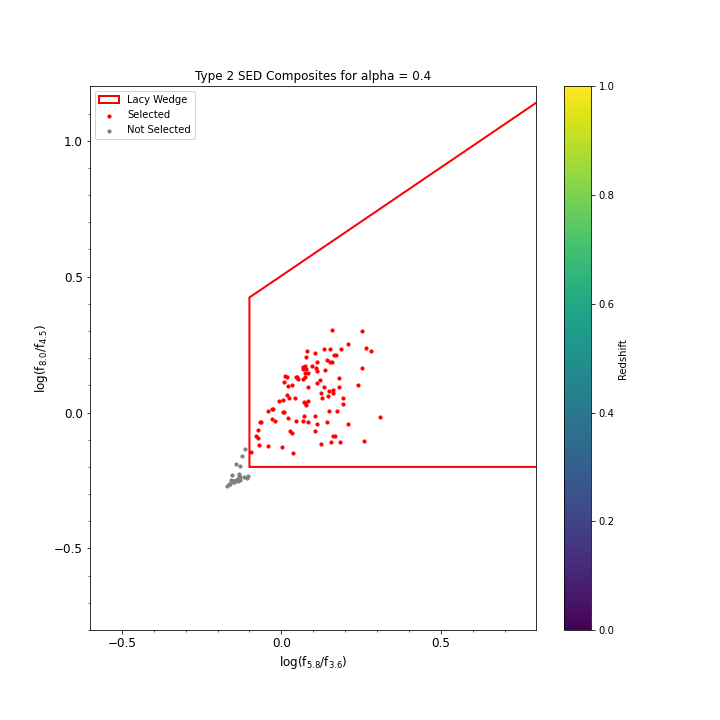 Type 2 SED Composites for alpha = 0.4
Lacy Wedge
Selected
Not Selected
1.0
0.5
0.0
−0.5
log(f8.0/f4.5)
−0.5
0.0
0.5
log(f5.8/f3.6)
1.0
0.8
0.6
0.4
0.2
0.0
Redshift